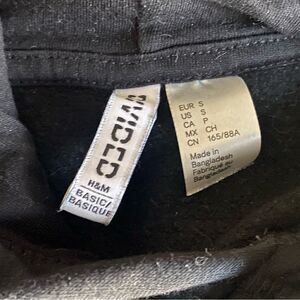 DIVIDED
H&M
BASIC/
BASIQUE
EUR S
US S
CA P
MX CH
CN 165/88A
Made in
Bangladesh
Fabriqué au
Bangladesh